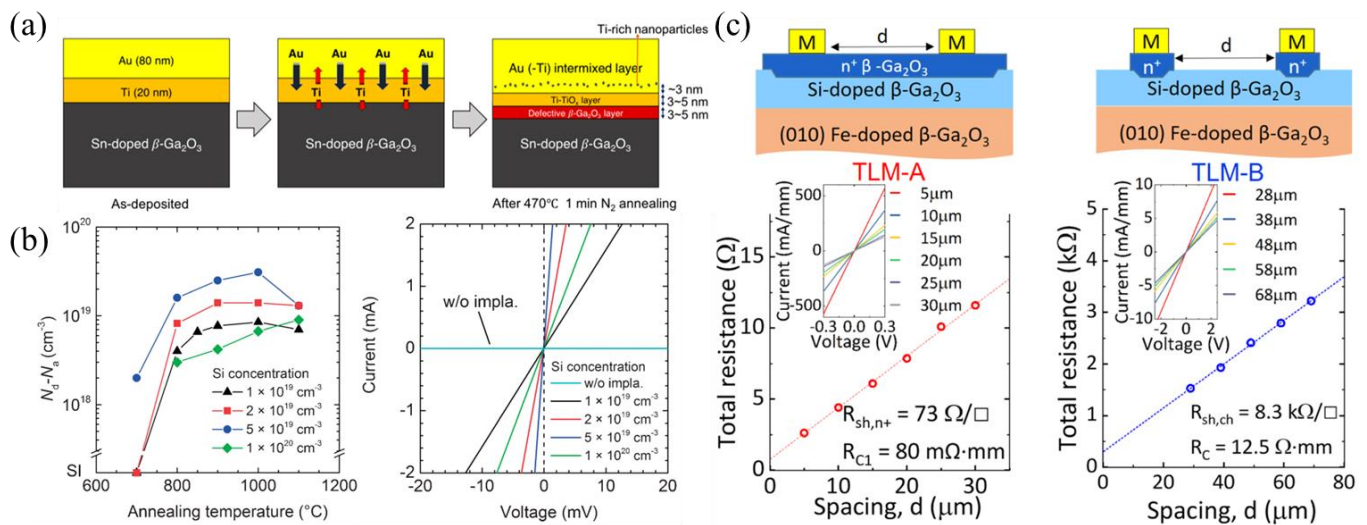 (a)
Au (80 nm)
Ti (20 nm)
Sn-doped β-Ga₂O₃
As-deposited
Au Au Au Au
Ti Ti Ti
Sn-doped β-Ga₂O₃
Ti-rich nanoparticles
Au (-Ti) intermixed layer
~3 nm
Ti-TiOₓ layer
3~5 nm
Defective β-Ga₂O₃ layer
3~5 nm
Sn-doped β-Ga₂O₃
After 470℃ 1 min N₂ annealing
(b)
10²⁰
10¹⁹
10¹⁸
SI
N_d-N_a (cm⁻³)
Si concentration
1 × 10¹⁹ cm⁻³
2 × 10¹⁹ cm⁻³
5 × 10¹⁹ cm⁻³
1 × 10²⁰ cm⁻³
600 800 1000 1200
Annealing temperature (°C)
2
1
0
-1
-2
Current (mA)
w/o impla.
Si concentration
w/o impla.
1 × 10¹⁹ cm⁻³
2 × 10¹⁹ cm⁻³
5 × 10¹⁹ cm⁻³
1 × 10²⁰ cm⁻³
-20 -10 0 10 20
Voltage (mV)
(c)
M d M
n⁺ β -Ga₂O₃
Si-doped β-Ga₂O₃
(010) Fe-doped β-Ga₂O₃
TLM-A
500
0
-500
Current (mA/mm)
-0.3 0.0 0.3
Voltage (V)
5μm
10μm
15μm
20μm
25μm
30μm
15
10
5
0
Total resistance (Ω)
R_sh,n+ = 73 Ω/□
R_C1 = 80 mΩ·mm
0 10 20 30
Spacing, d (μm)
M d M
n⁺ n⁺
Si-doped β-Ga₂O₃
(010) Fe-doped β-Ga₂O₃
TLM-B
10
5
0
-5
-10
Current (mA/mm)
-2 0 2
Voltage (V)
28μm
38μm
48μm
58μm
68μm
5
4
3
2
1
0
Total resistance (kΩ)
R_sh,ch = 8.3 kΩ/□
R_C = 12.5 Ω·mm
0 20 40 60 80
Spacing, d (μm)